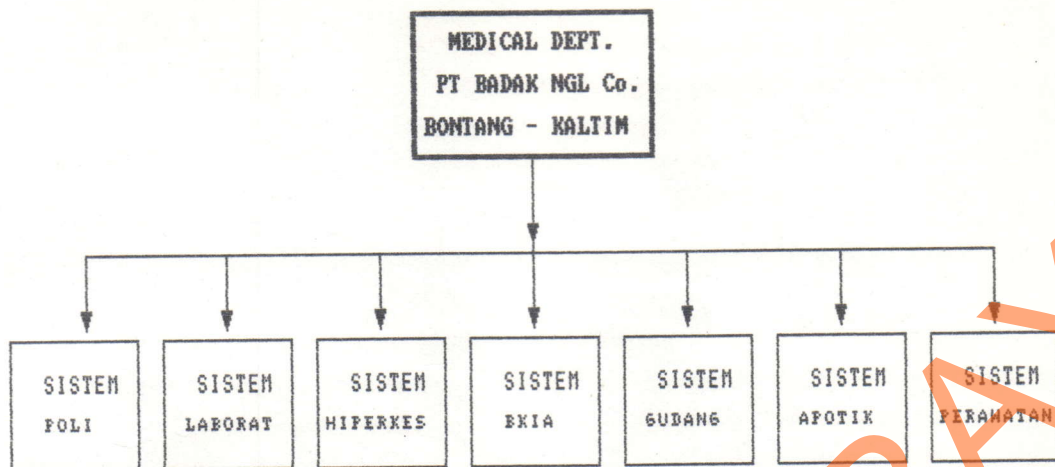 MEDICAL DEPT.
PT BADAK NGL Co.
BONTANG - KALTIM
SISTEM
POLI
SISTEM
LABORAT
SISTEM
HIPERKES
SISTEM
BKIA
SISTEM
GUDANG
SISTEM
APOTIK
SISTEM
PERAWATAN